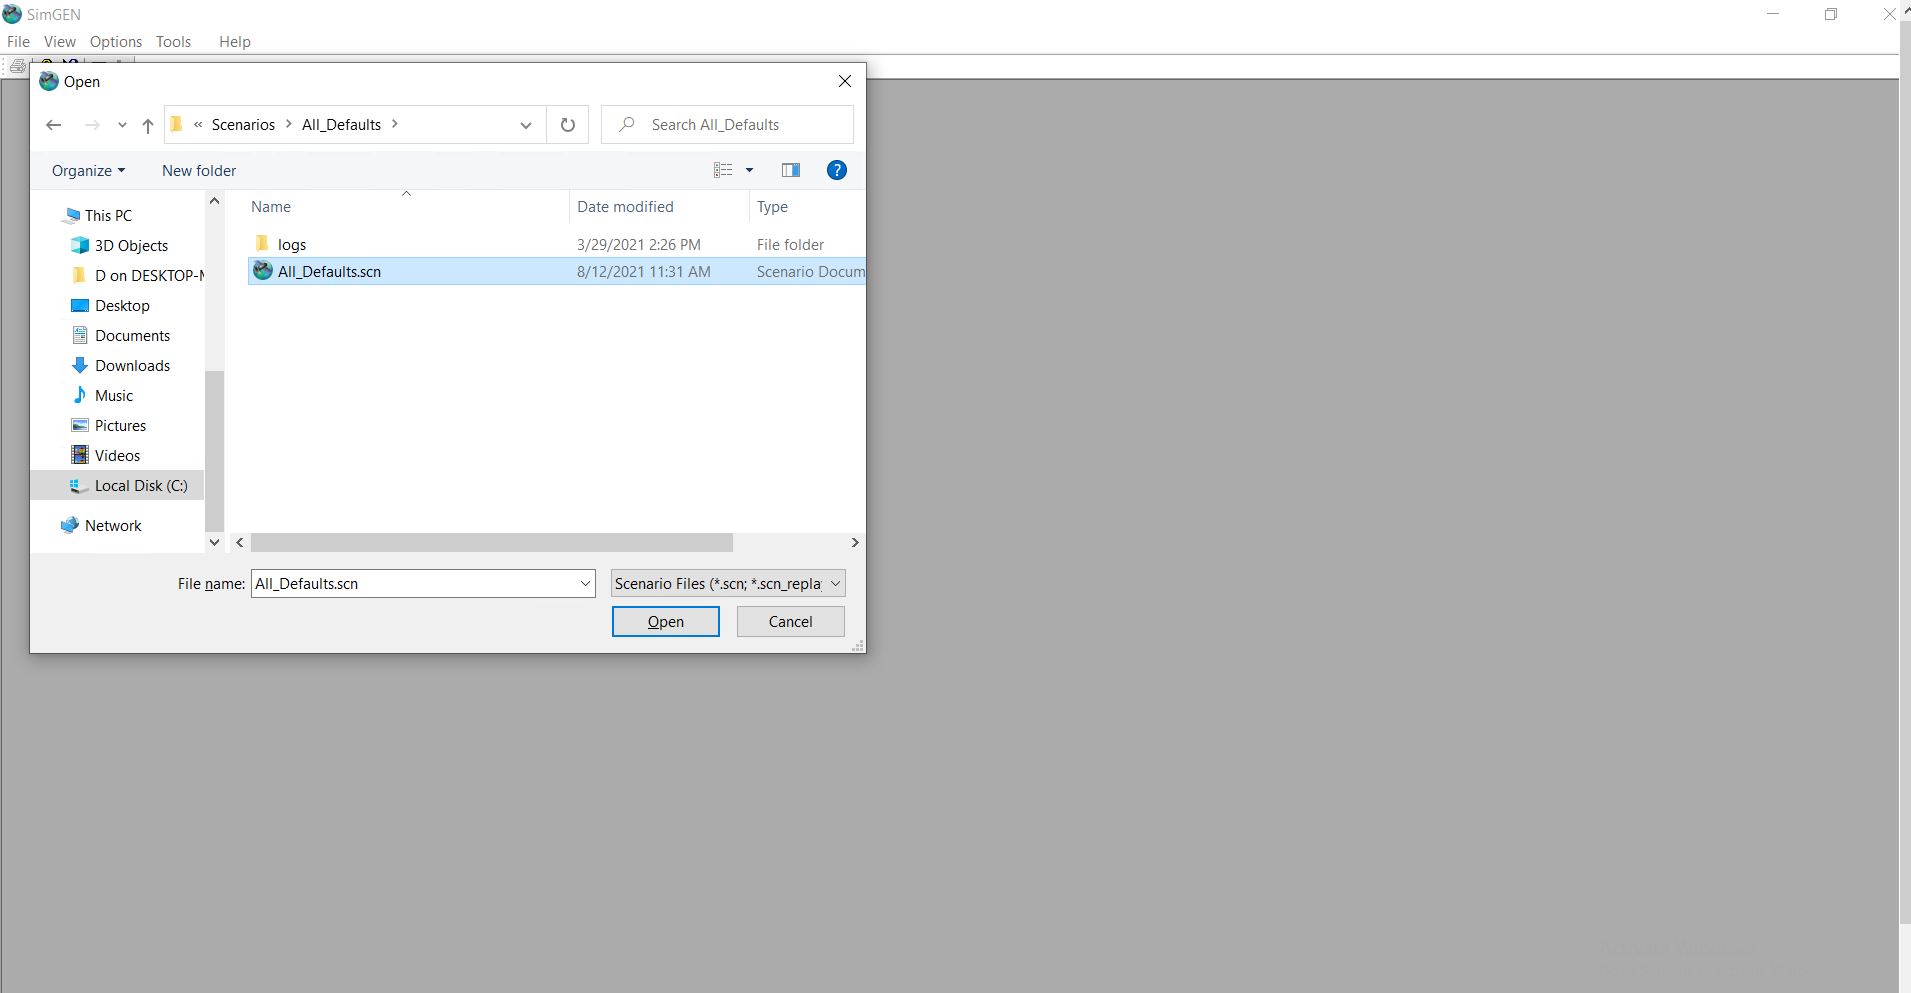 SimGEN
File View Options Tools Help
Open
« Scenarios > All_Defaults >
Search All_Defaults
Organize New folder
?
Name Date modified Type
logs 3/29/2021 2:26 PM File folder
All_Defaults.scn 8/12/2021 11:31 AM Scenario Docum
This PC
3D Objects
D on DESKTOP-M
Desktop
Documents
Downloads
Music
Pictures
Videos
Local Disk (C:)
Network
File name: All_Defaults.scn
Scenario Files (*.scn; *.scn_repla
Open Cancel